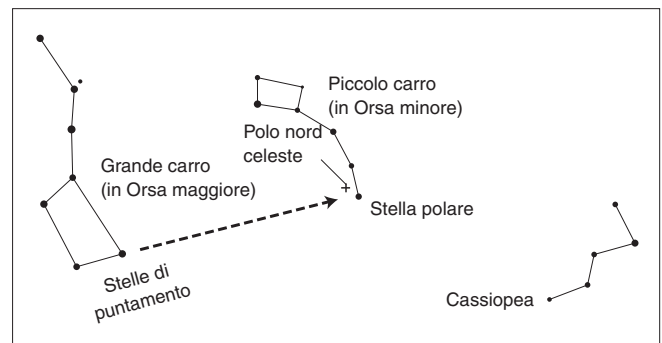 Piccolo carro
(in Orsa minore)
Polo nord
celeste
Grande carro
(in Orsa maggiore)
Stella polare
Stelle di
puntamento
Cassiopea